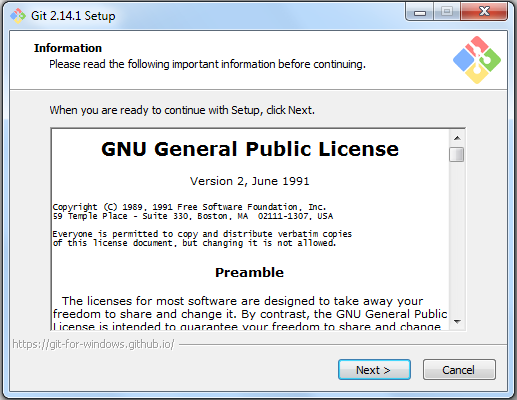 Git 2.14.1 Setup
Information
Please read the following important information before continuing.
When you are ready to continue with Setup, click Next.
GNU General Public License
Version 2, June 1991
Copyright (C) 1989, 1991 Free Software Foundation, Inc.
59 Temple Place - Suite 330, Boston, MA  02111-1307, USA
Everyone is permitted to copy and distribute verbatim copies
of this license document, but changing it is not allowed.
Preamble
The licenses for most software are designed to take away your
freedom to share and change it. By contrast, the GNU General Public
License is intended to guarantee your freedom to share and change
https://git-for-windows.github.io/
Next >
Cancel